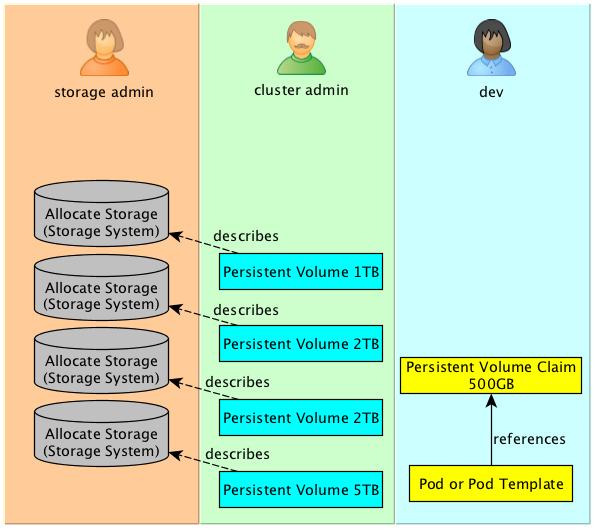 storage admin
cluster admin
dev
Allocate Storage
(Storage System)
describes
Persistent Volume 1TB
Allocate Storage
(Storage System)
describes
Persistent Volume 2TB
Allocate Storage
(Storage System)
describes
Persistent Volume 2TB
Allocate Storage
(Storage System)
describes
Persistent Volume 5TB
Persistent Volume Claim
500GB
references
Pod or Pod Template